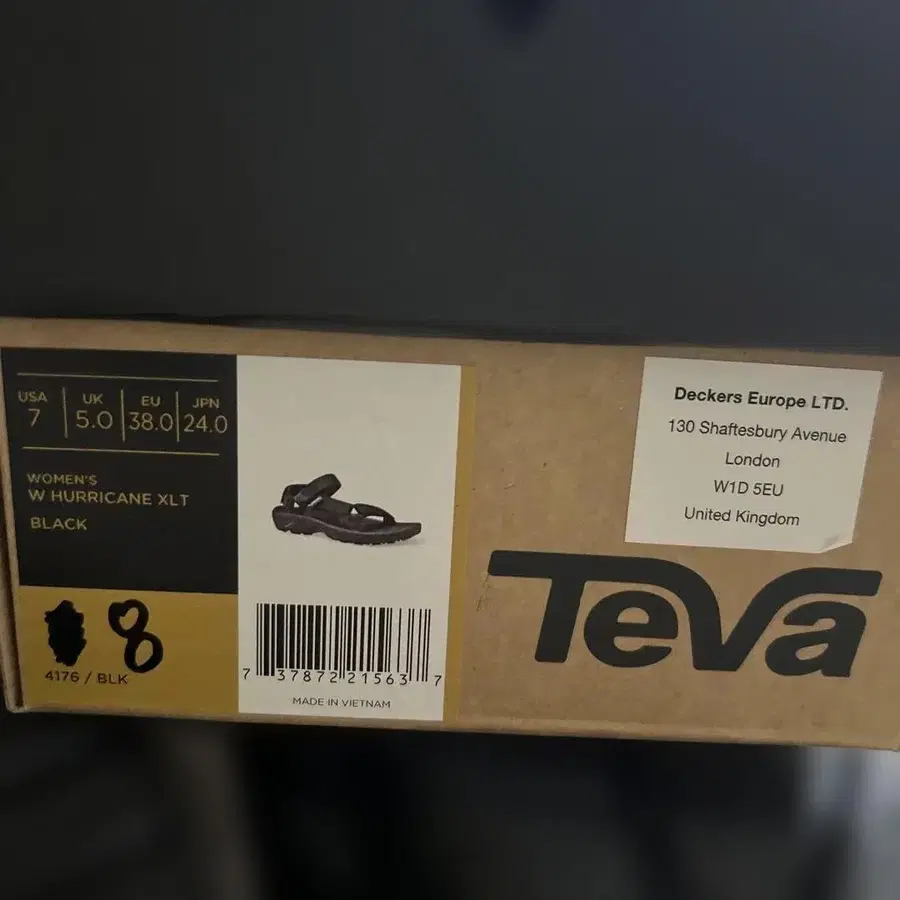 USA UK EU JPN
7 5.0 38.0 24.0
WOMEN'S
W HURRICANE XLT
BLACK
8
4176 / BLK
7 37872 21563 7
MADE IN VIETNAM
Deckers Europe LTD.
130 Shaftesbury Avenue
London
W1D 5EU
United Kingdom
Teva